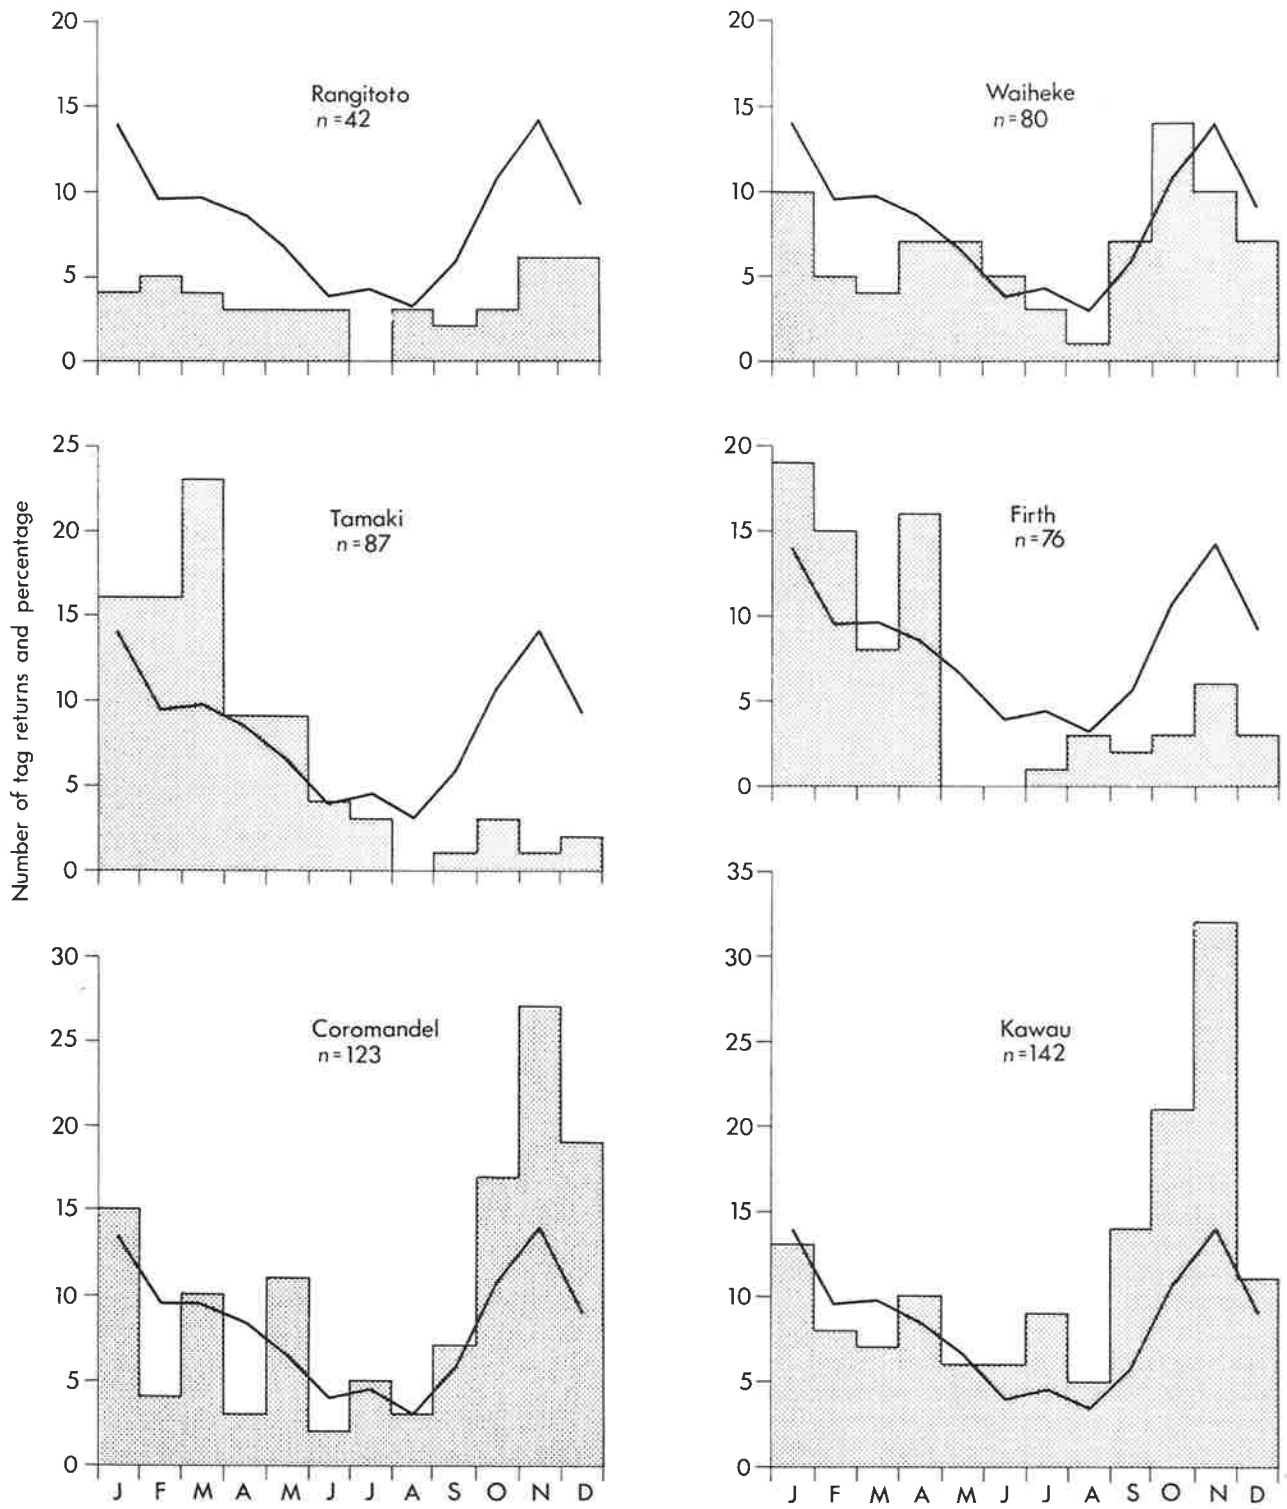 Number of tag returns and percentage
20
15
10
5
0
Rangitoto
n=42
20
15
10
5
0
Waiheke
n=80
25
20
15
10
5
0
Tamaki
n=87
20
15
10
5
0
Firth
n=76
30
25
20
15
10
5
0
Coromandel
n=123
J F M A M J J A S O N D
35
30
25
20
15
10
5
0
Kawau
n=142
J F M A M J J A S O N D